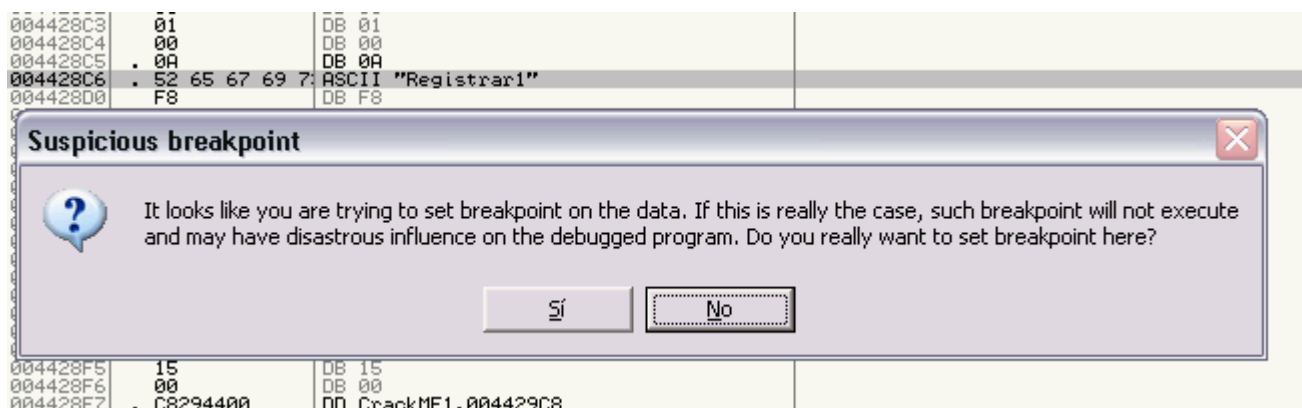 004428C3 01 DB 01
004428C4 00 DB 00
004428C5 . 0A DB 0A
004428C6 . 52 65 67 69 7: ASCII "Registrar1"
004428D0 F8 DB F8
Suspicious breakpoint
It looks like you are trying to set breakpoint on the data. If this is really the case, such breakpoint will not execute
and may have disastrous influence on the debugged program. Do you really want to set breakpoint here?
Sí No
004428F5 15 DB 15
004428F6 00 DB 00
004428F7 . C8294400 DD CrackME1.004429C8